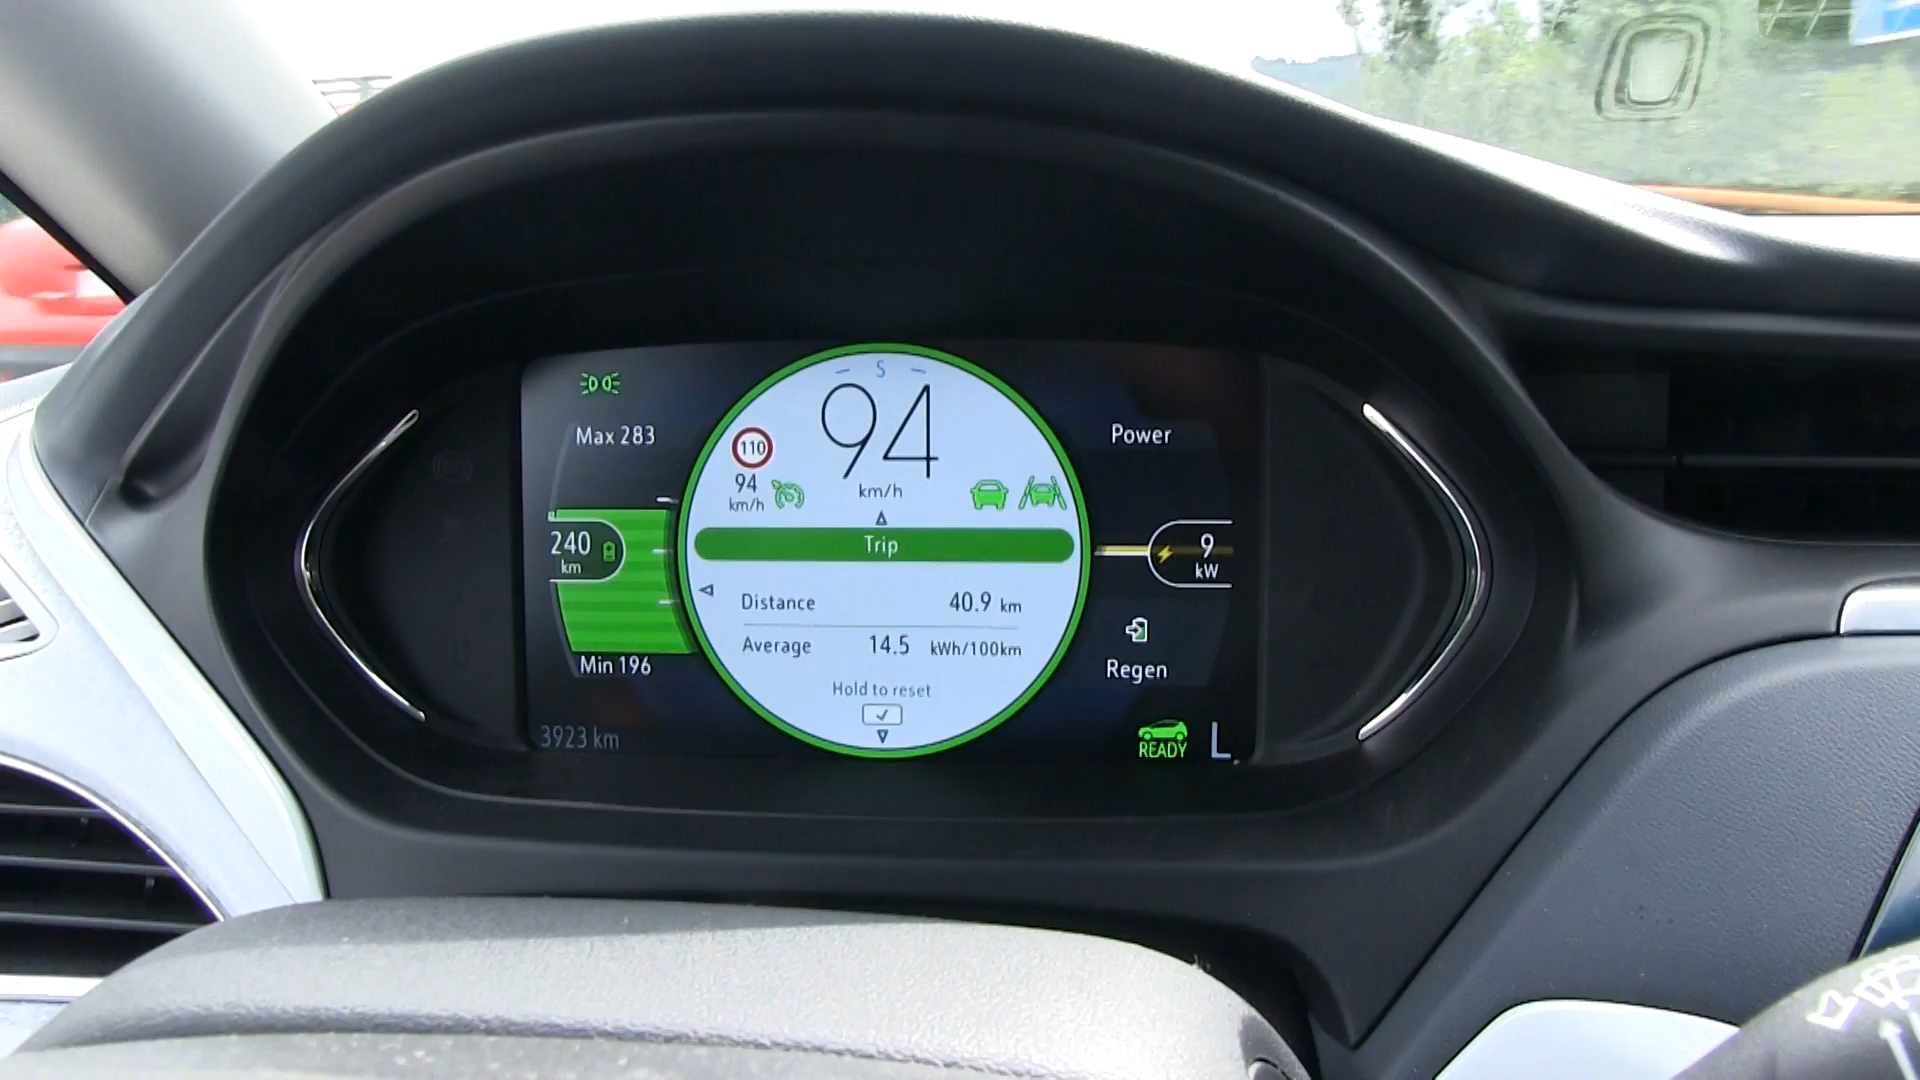 S
94
km/h
Max 283
110
94
km/h
Power
240
km
Trip
9
kW
Distance 40.9 km
Average 14.5 kWh/100km
Min 196
Regen
Hold to reset
3923 km
READY
L